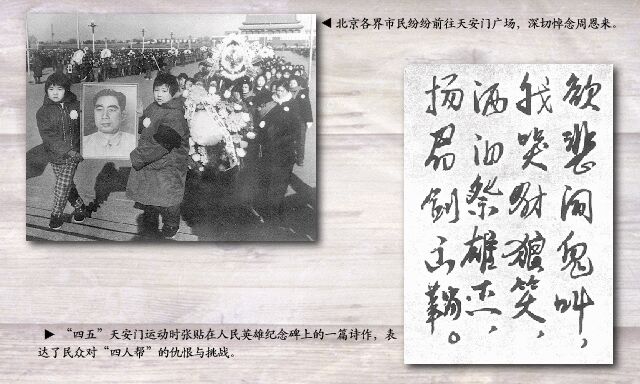 ◀ 北京各界市民纷纷前往天安门广场，深切悼念周恩来。
欲悲闻鬼叫，
我哭豺狼笑，
洒泪祭雄杰，
扬眉剑出鞘。
▶ “四五”天安门运动时张贴在人民英雄纪念碑上的一篇诗作，表
达了民众对“四人帮”的仇恨与挑战。